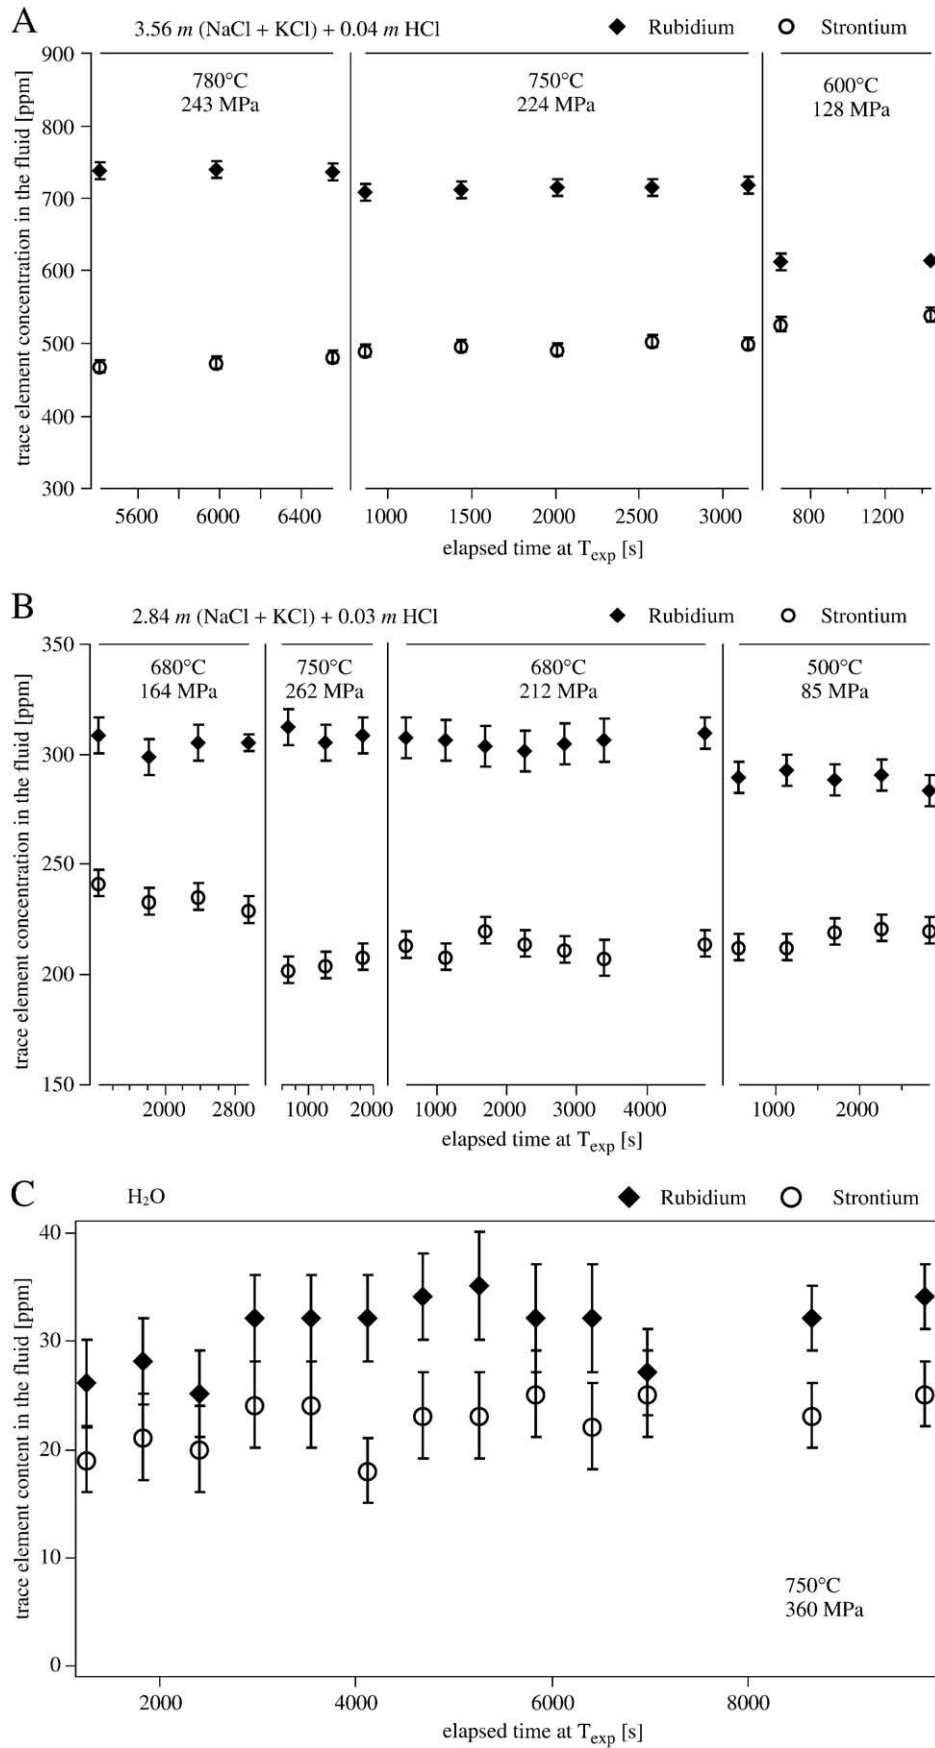 A
3.56 m (NaCl + KCl) + 0.04 m HCl
Rubidium
Strontium
trace element concentration in the fluid [ppm]
900
800
700
600
500
400
300
780°C
243 MPa
750°C
224 MPa
600°C
128 MPa
5600 6000 6400 1000 1500 2000 2500 3000 800 1200
elapsed time at Texp [s]
B
2.84 m (NaCl + KCl) + 0.03 m HCl
Rubidium
Strontium
trace element concentration in the fluid [ppm]
350
300
250
200
150
680°C
164 MPa
750°C
262 MPa
680°C
212 MPa
500°C
85 MPa
2000 2800 1000 2000 1000 2000 3000 4000 1000 2000
elapsed time at Texp [s]
C
H₂O
Rubidium
Strontium
trace element content in the fluid [ppm]
40
30
20
10
0
750°C
360 MPa
2000 4000 6000 8000
elapsed time at Texp [s]